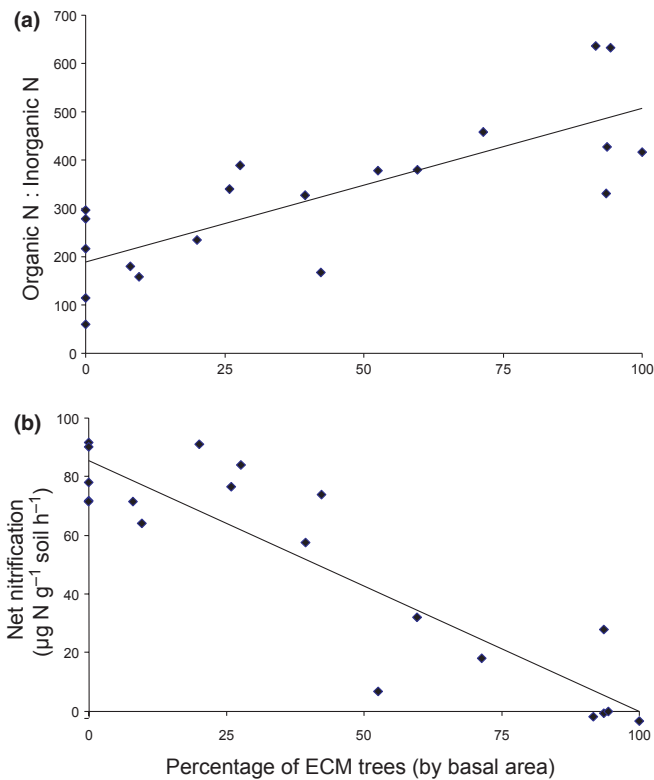 (a)
Organic N : Inorganic N
700
600
500
400
300
200
100
0
0 25 50 75 100
(b)
Net nitrification
(µg N g⁻¹ soil h⁻¹)
100
80
60
40
20
0
0 25 50 75 100
Percentage of ECM trees (by basal area)